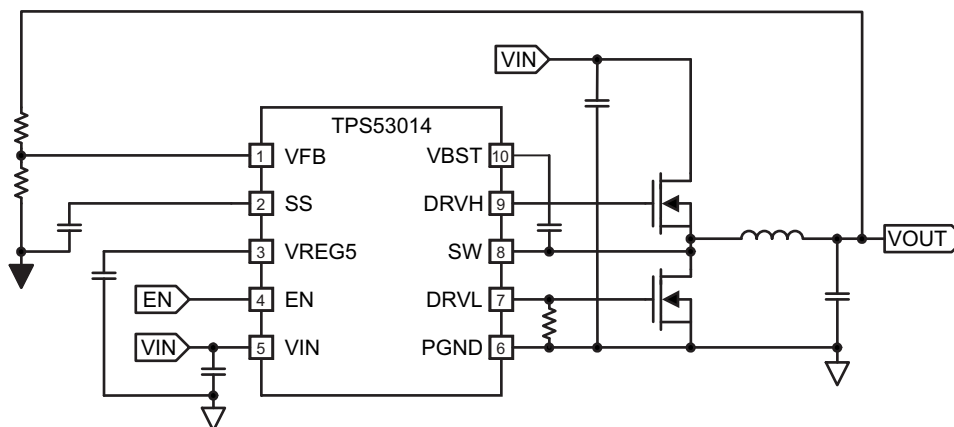 VIN
TPS53014
1 VFB VBST 10
2 SS DRVH 9
3 VREG5 SW 8
VOUT
EN 4 EN DRVL 7
VIN 5 VIN PGND 6